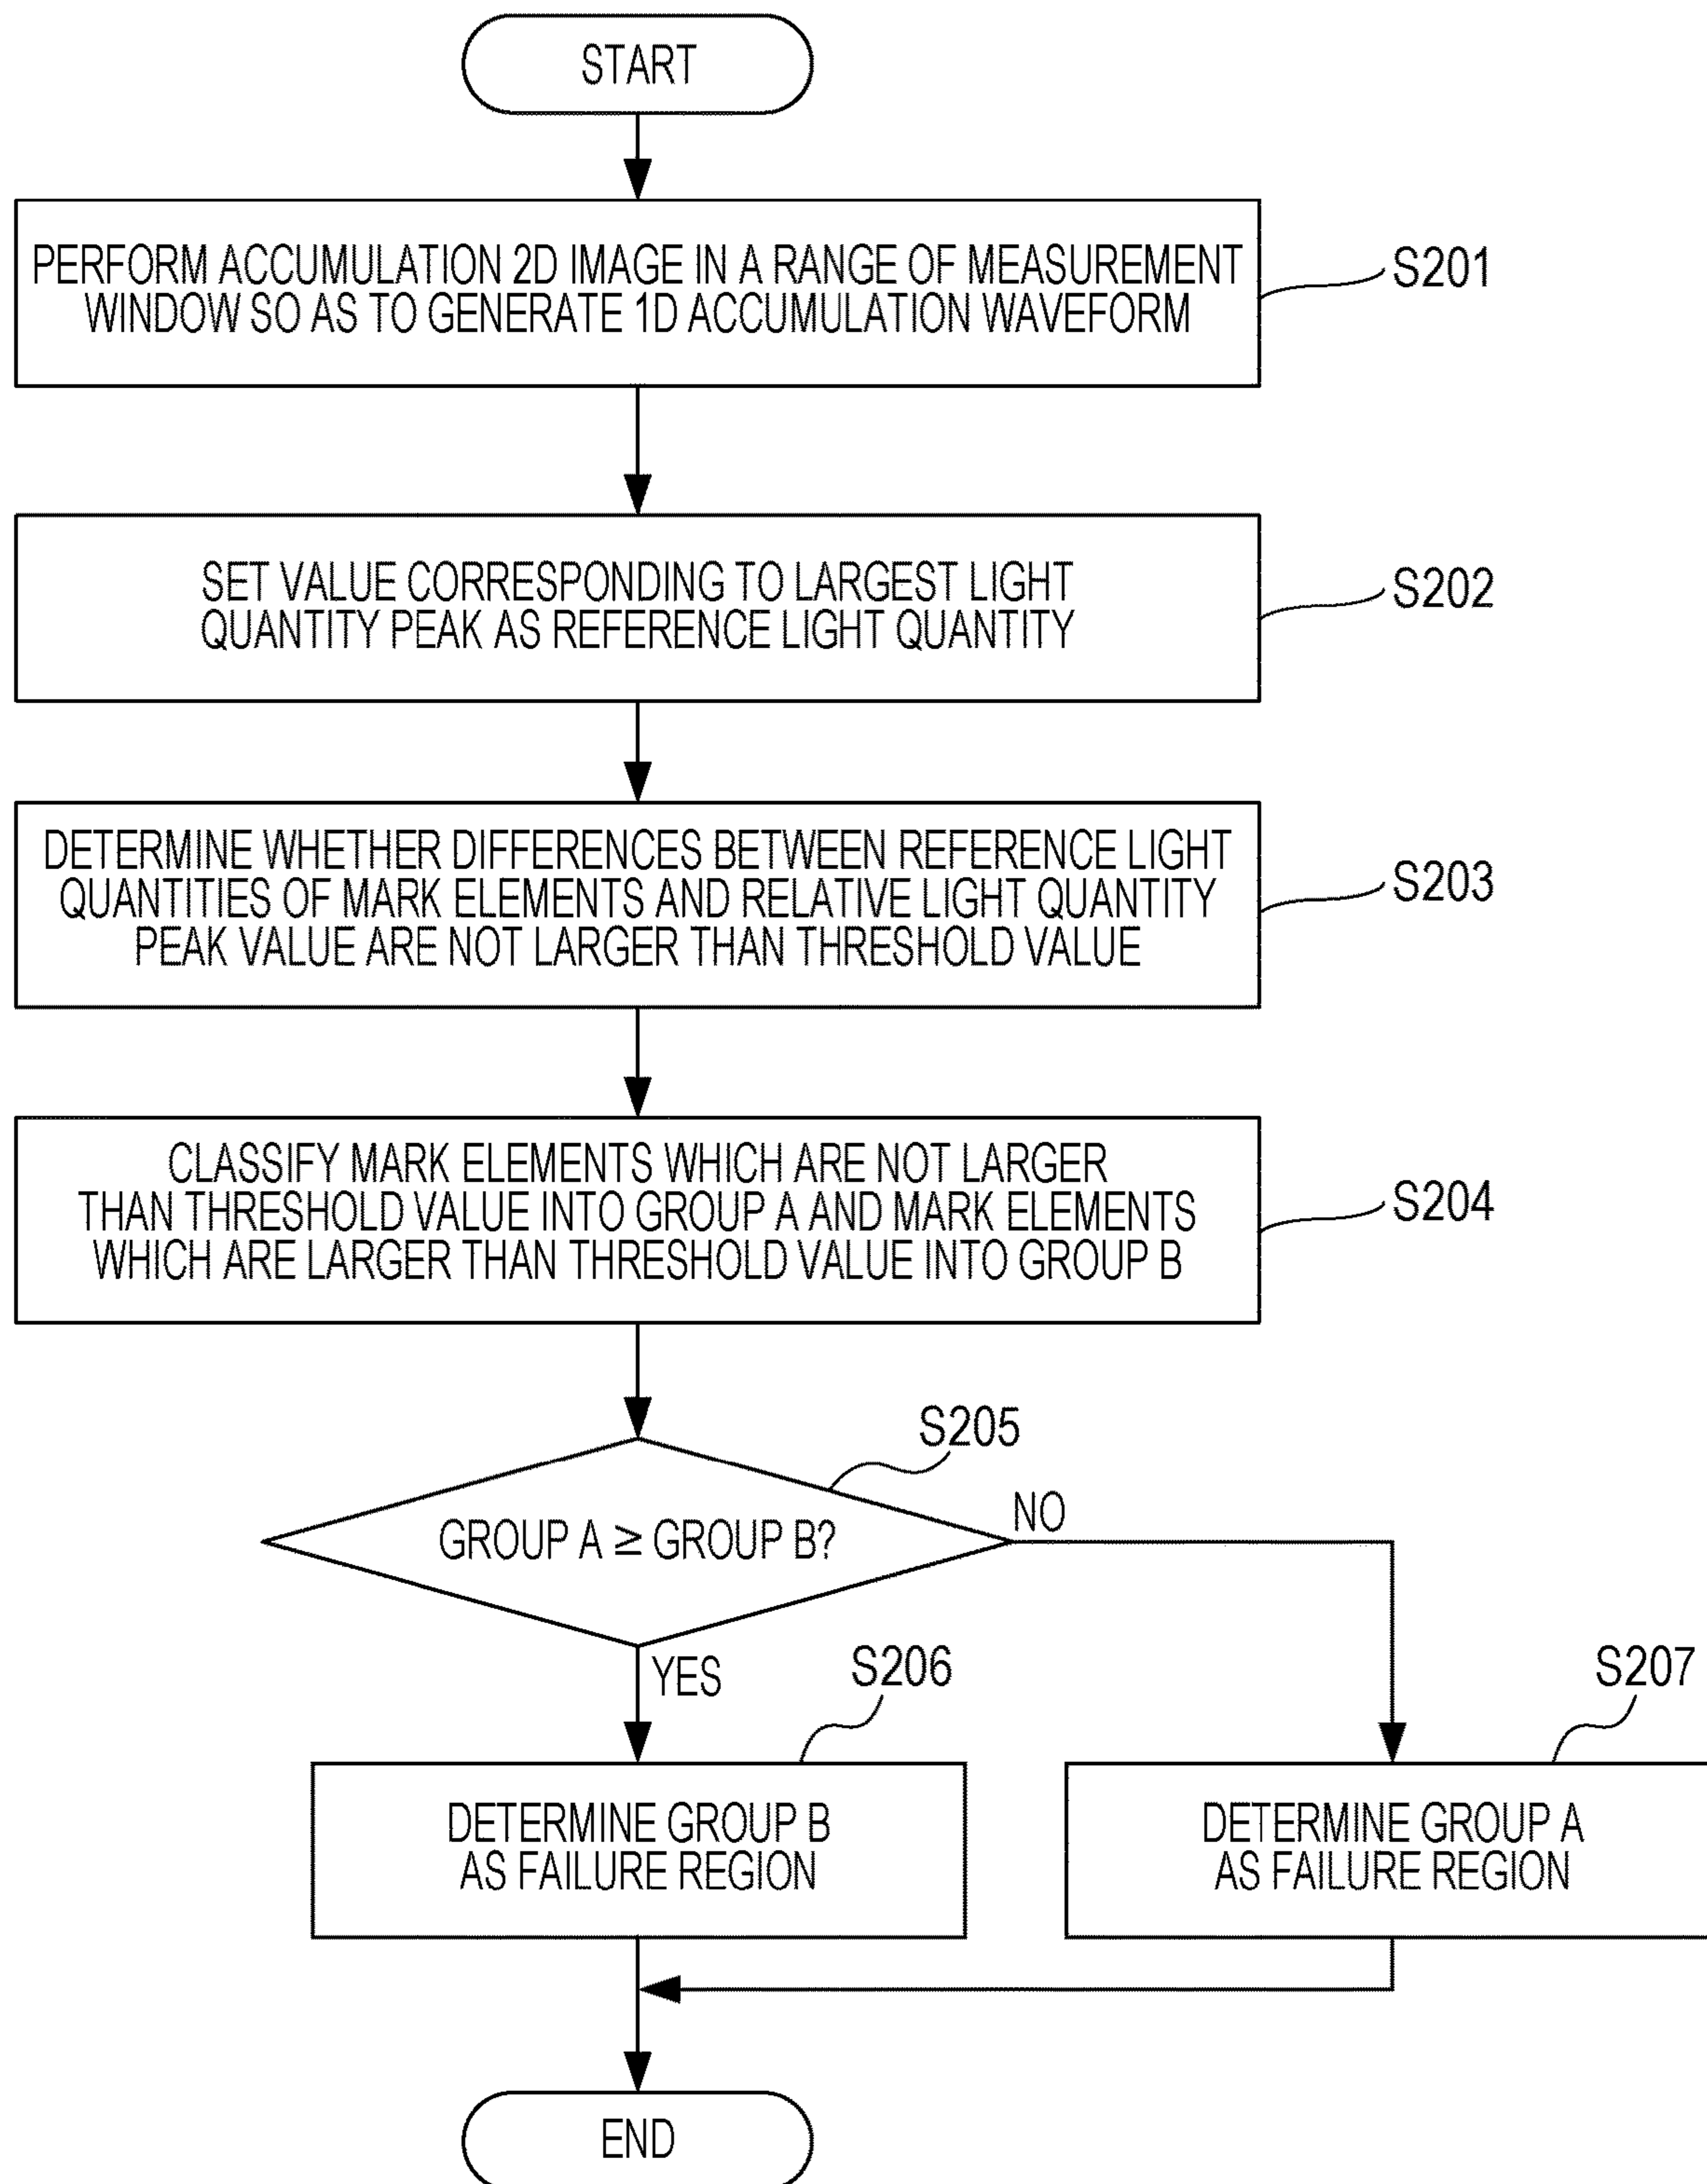 START
PERFORM ACCUMULATION 2D IMAGE IN A RANGE OF MEASUREMENT
WINDOW SO AS TO GENERATE 1D ACCUMULATION WAVEFORM
S201
SET VALUE CORRESPONDING TO LARGEST LIGHT
QUANTITY PEAK AS REFERENCE LIGHT QUANTITY
S202
DETERMINE WHETHER DIFFERENCES BETWEEN REFERENCE LIGHT
QUANTITIES OF MARK ELEMENTS AND RELATIVE LIGHT QUANTITY
PEAK VALUE ARE NOT LARGER THAN THRESHOLD VALUE
S203
CLASSIFY MARK ELEMENTS WHICH ARE NOT LARGER
THAN THRESHOLD VALUE INTO GROUP A AND MARK ELEMENTS
WHICH ARE LARGER THAN THRESHOLD VALUE INTO GROUP B
S204
S205
GROUP A ≥ GROUP B?
NO
YES
S206
DETERMINE GROUP B
AS FAILURE REGION
S207
DETERMINE GROUP A
AS FAILURE REGION
END